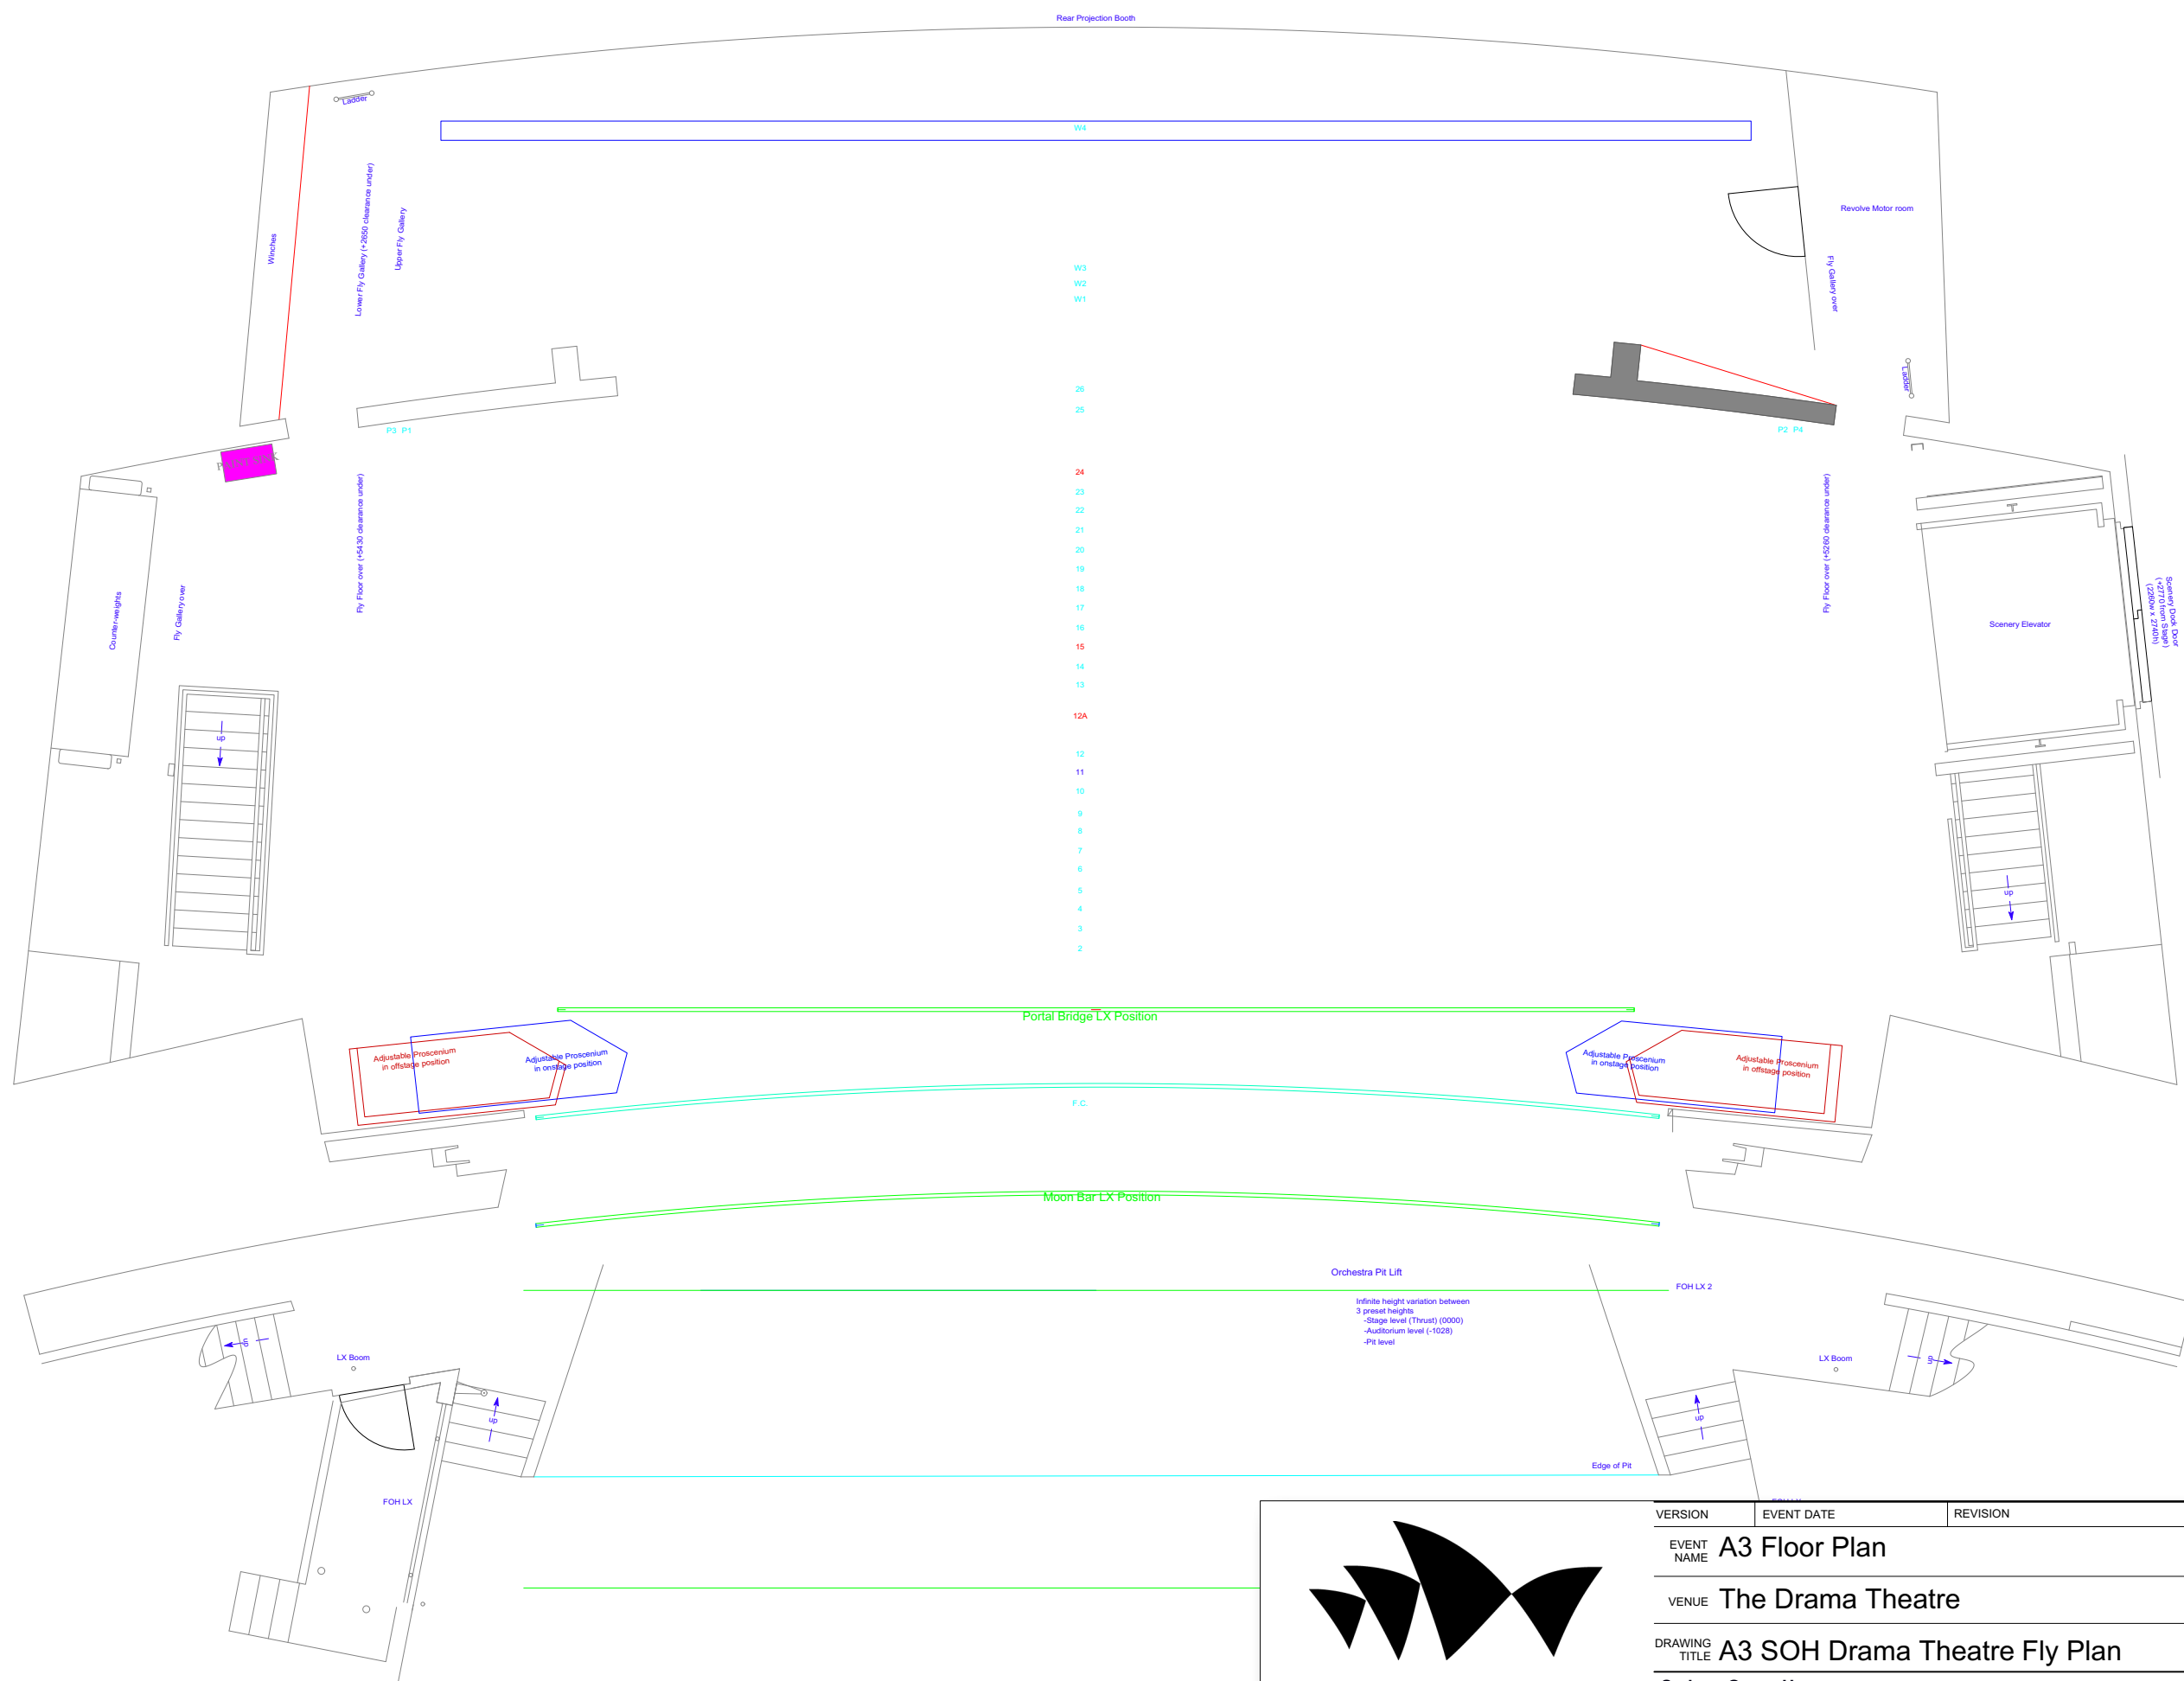 Rear Projection Booth
Ladder
W4
Winches
Lower Fly Gallery (+2650 clearance under)
Upper Fly Gallery
Revolve Motor room
Fly Gallery over
W3
W2
W1
Ladder
26
25
P3 P1
P2 P4
PAINT SINK
24
23
22
21
20
19
18
17
16
15
14
13
12A
12
11
10
9
8
7
6
5
4
3
2
Fly Floor over (+5430 clearance under)
Fly Floor over (+5260 clearance under)
Counter-weights
Fly Gallery over
Scenery Elevator
Scenery Dock Door
(+2770 from Stage)
(2260w x 2740h)
up
up
Portal Bridge LX Position
Adjustable Proscenium
in offstage position
Adjustable Proscenium
in onstage position
Adjustable Proscenium
in onstage position
Adjustable Proscenium
in offstage position
F.C.
Moon Bar LX Position
Orchestra Pit Lift
FOH LX 2
Infinite height variation between
3 preset heights
-Stage level (Thrust) (0000)
-Auditorium level (-1028)
-Pit level
up
LX Boom
LX Boom
up
up
up
Edge of Pit
FOH LX
VERSION
EVENT DATE
REVISION
EVENT NAME A3 Floor Plan
VENUE The Drama Theatre
DRAWING TITLE A3 SOH Drama Theatre Fly Plan